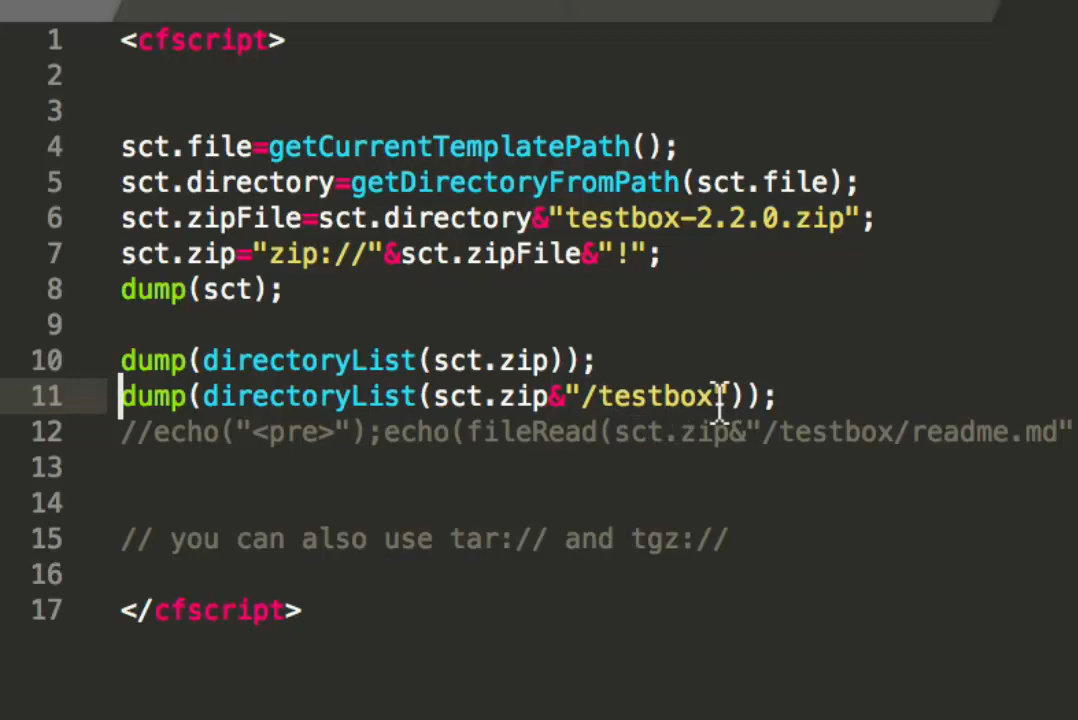 1 <cfscript>
2
3
4 sct.file=getCurrentTemplatePath();
5 sct.directory=getDirectoryFromPath(sct.file);
6 sct.zipFile=sct.directory&"testbox-2.2.0.zip";
7 sct.zip="zip://"&sct.zipFile&"!";
8 dump(sct);
9
10 dump(directoryList(sct.zip));
11 dump(directoryList(sct.zip&"/testbox"));
12 //echo("<pre>");echo(fileRead(sct.zip&"/testbox/readme.md"
13
14
15 // you can also use tar:// and tgz://
16
17 </cfscript>